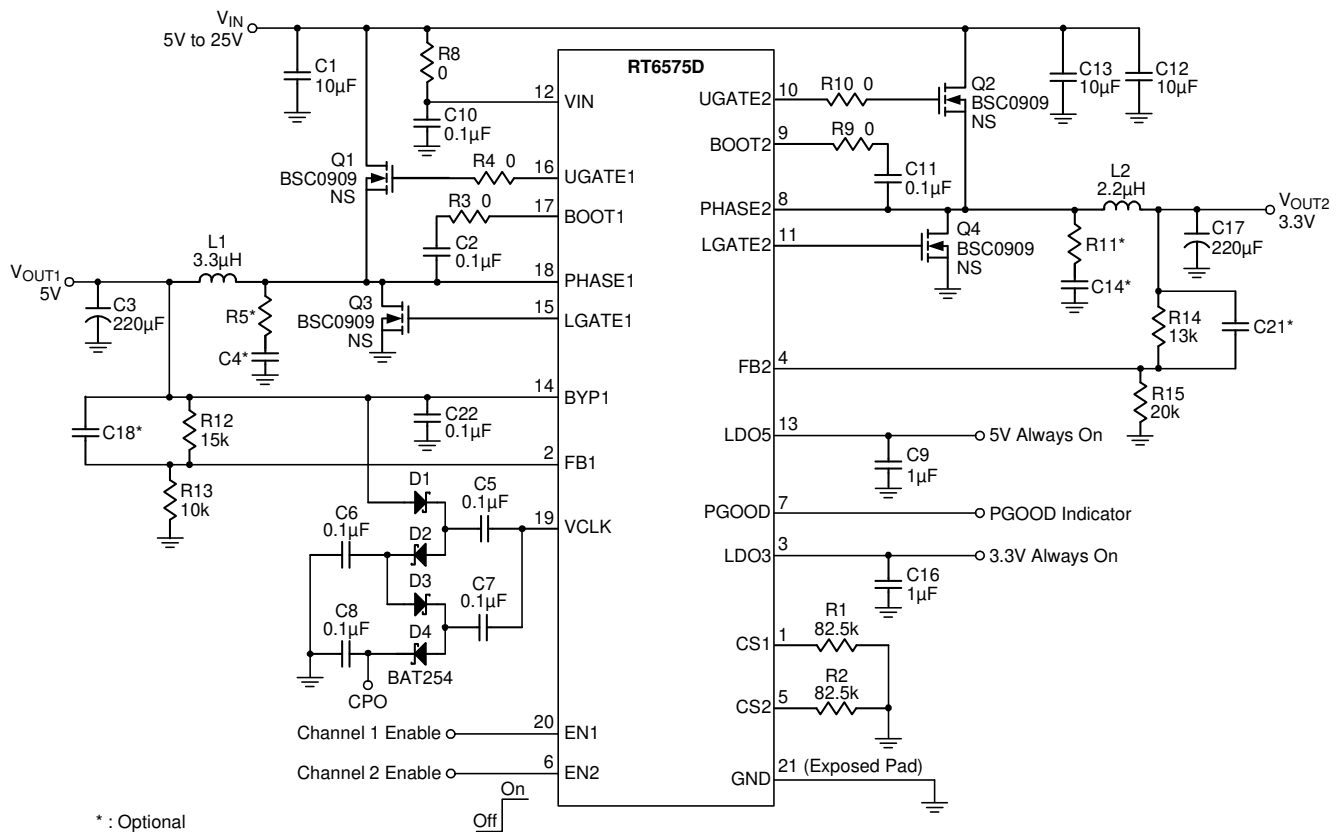 VIN
5V to 25V
C1
10µF
R8
0
12
VIN
C10
0.1µF
RT6575D
UGATE2
10
R10 0
Q2
BSC0909
NS
C13
10µF
C12
10µF
BOOT2
9
R9 0
C11
0.1µF
Q1
BSC0909
NS
R4 0
16
UGATE1
R3 0
17
BOOT1
C2
0.1µF
PHASE2
8
L2
2.2µH
VOUT2
3.3V
LGATE2
11
Q4
BSC0909
NS
R11*
C14*
C17
220µF
VOUT1
5V
L1
3.3µH
18
PHASE1
C3
220µF
R5*
C4*
Q3
BSC0909
NS
15
LGATE1
R14
13k
C21*
FB2
4
R15
20k
14
BYP1
C18*
R12
15k
C22
0.1µF
2
FB1
R13
10k
LDO5
13
5V Always On
C9
1µF
D1
C5
0.1µF
C6
0.1µF
D2
19
VCLK
PGOOD
7
PGOOD Indicator
LDO3
3
3.3V Always On
C16
1µF
D3
C7
0.1µF
C8
0.1µF
D4
BAT254
CPO
CS1
1
R1
82.5k
CS2
5
R2
82.5k
Channel 1 Enable
20
EN1
Channel 2 Enable
6
EN2
GND
21 (Exposed Pad)
On
Off
* : Optional